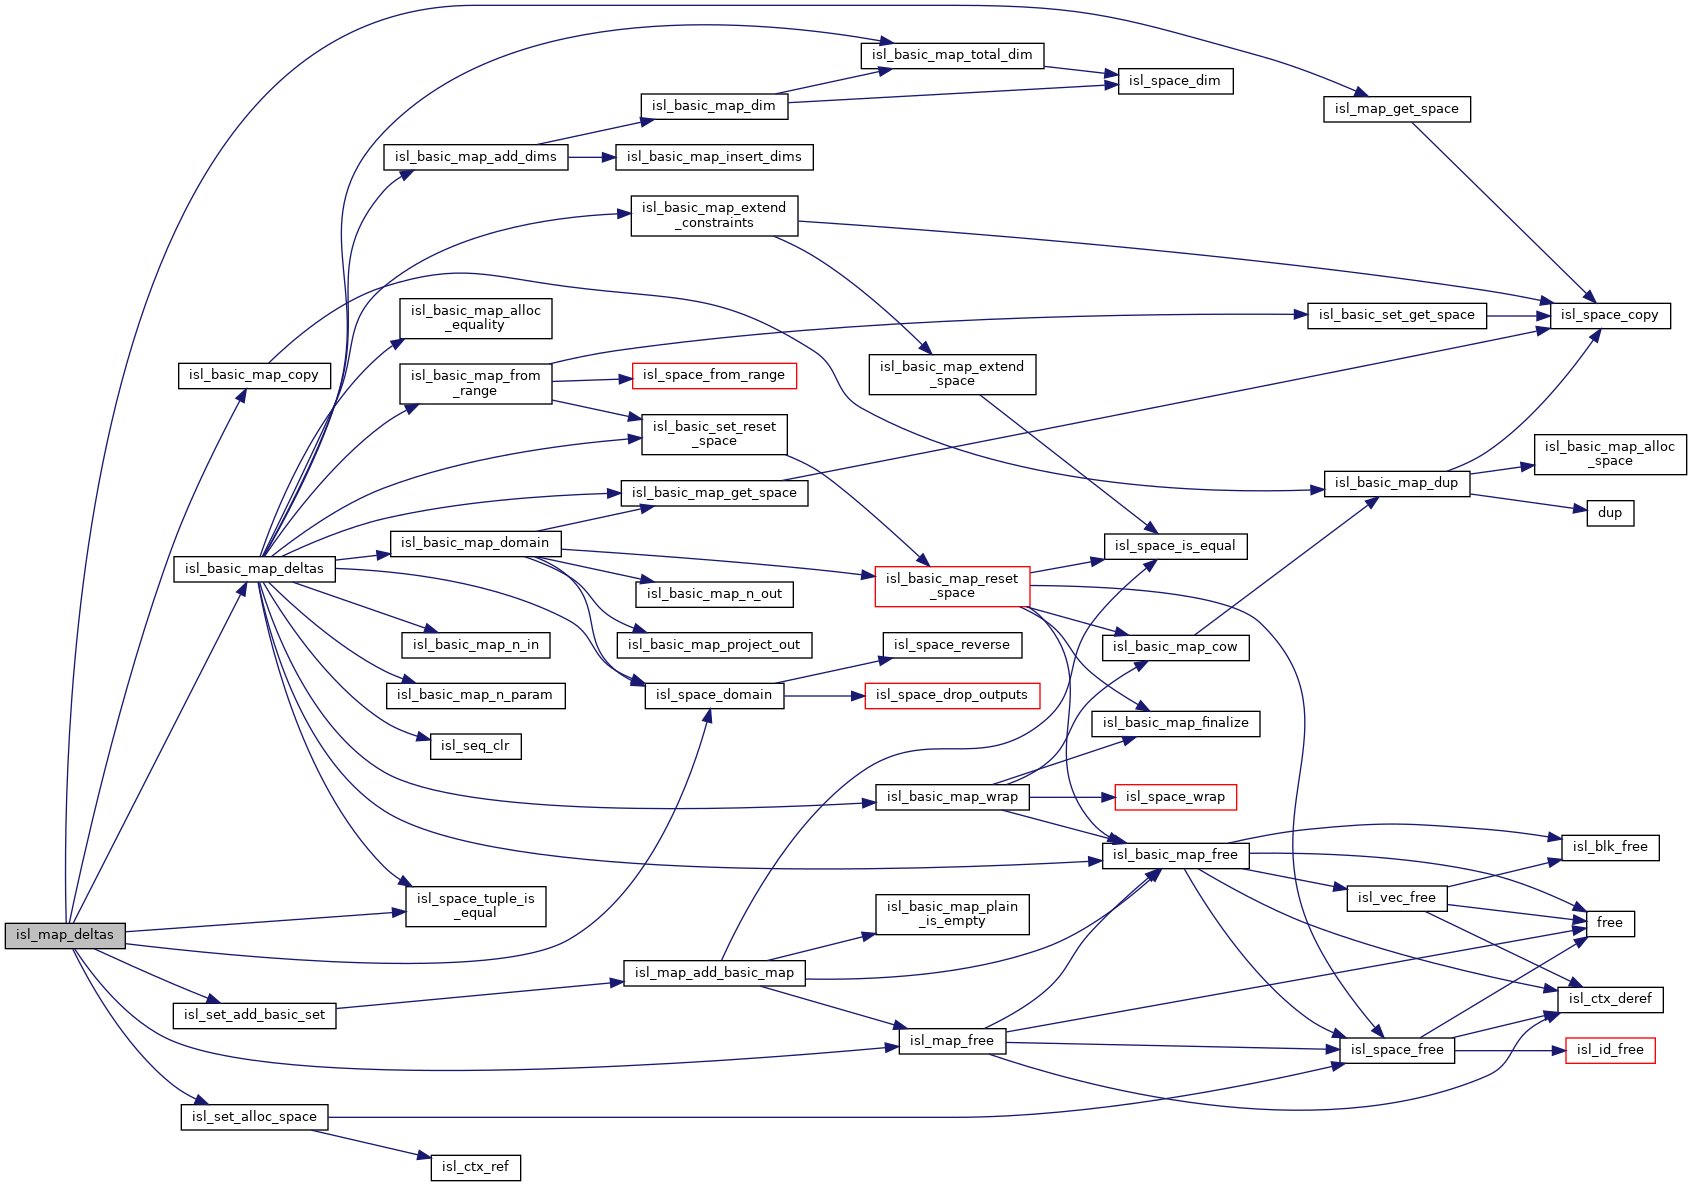 isl_basic_map_total_dim
isl_space_dim
isl_basic_map_dim
isl_map_get_space
isl_basic_map_add_dims
isl_basic_map_insert_dims
isl_basic_map_extend
_constraints
isl_basic_map_alloc
_equality
isl_basic_set_get_space
isl_space_copy
isl_basic_map_copy
isl_basic_map_from
_range
isl_space_from_range
isl_basic_map_extend
_space
isl_basic_set_reset
_space
isl_basic_map_alloc
_space
isl_basic_map_get_space
isl_basic_map_dup
dup
isl_basic_map_domain
isl_space_is_equal
isl_basic_map_deltas
isl_basic_map_reset
_space
isl_basic_map_n_out
isl_basic_map_n_in
isl_basic_map_project_out
isl_space_reverse
isl_basic_map_cow
isl_basic_map_n_param
isl_space_domain
isl_space_drop_outputs
isl_basic_map_finalize
isl_seq_clr
isl_basic_map_wrap
isl_space_wrap
isl_basic_map_free
isl_blk_free
isl_space_tuple_is
_equal
isl_basic_map_plain
_is_empty
isl_vec_free
free
isl_map_deltas
isl_map_add_basic_map
isl_ctx_deref
isl_set_add_basic_set
isl_map_free
isl_space_free
isl_id_free
isl_set_alloc_space
isl_ctx_ref